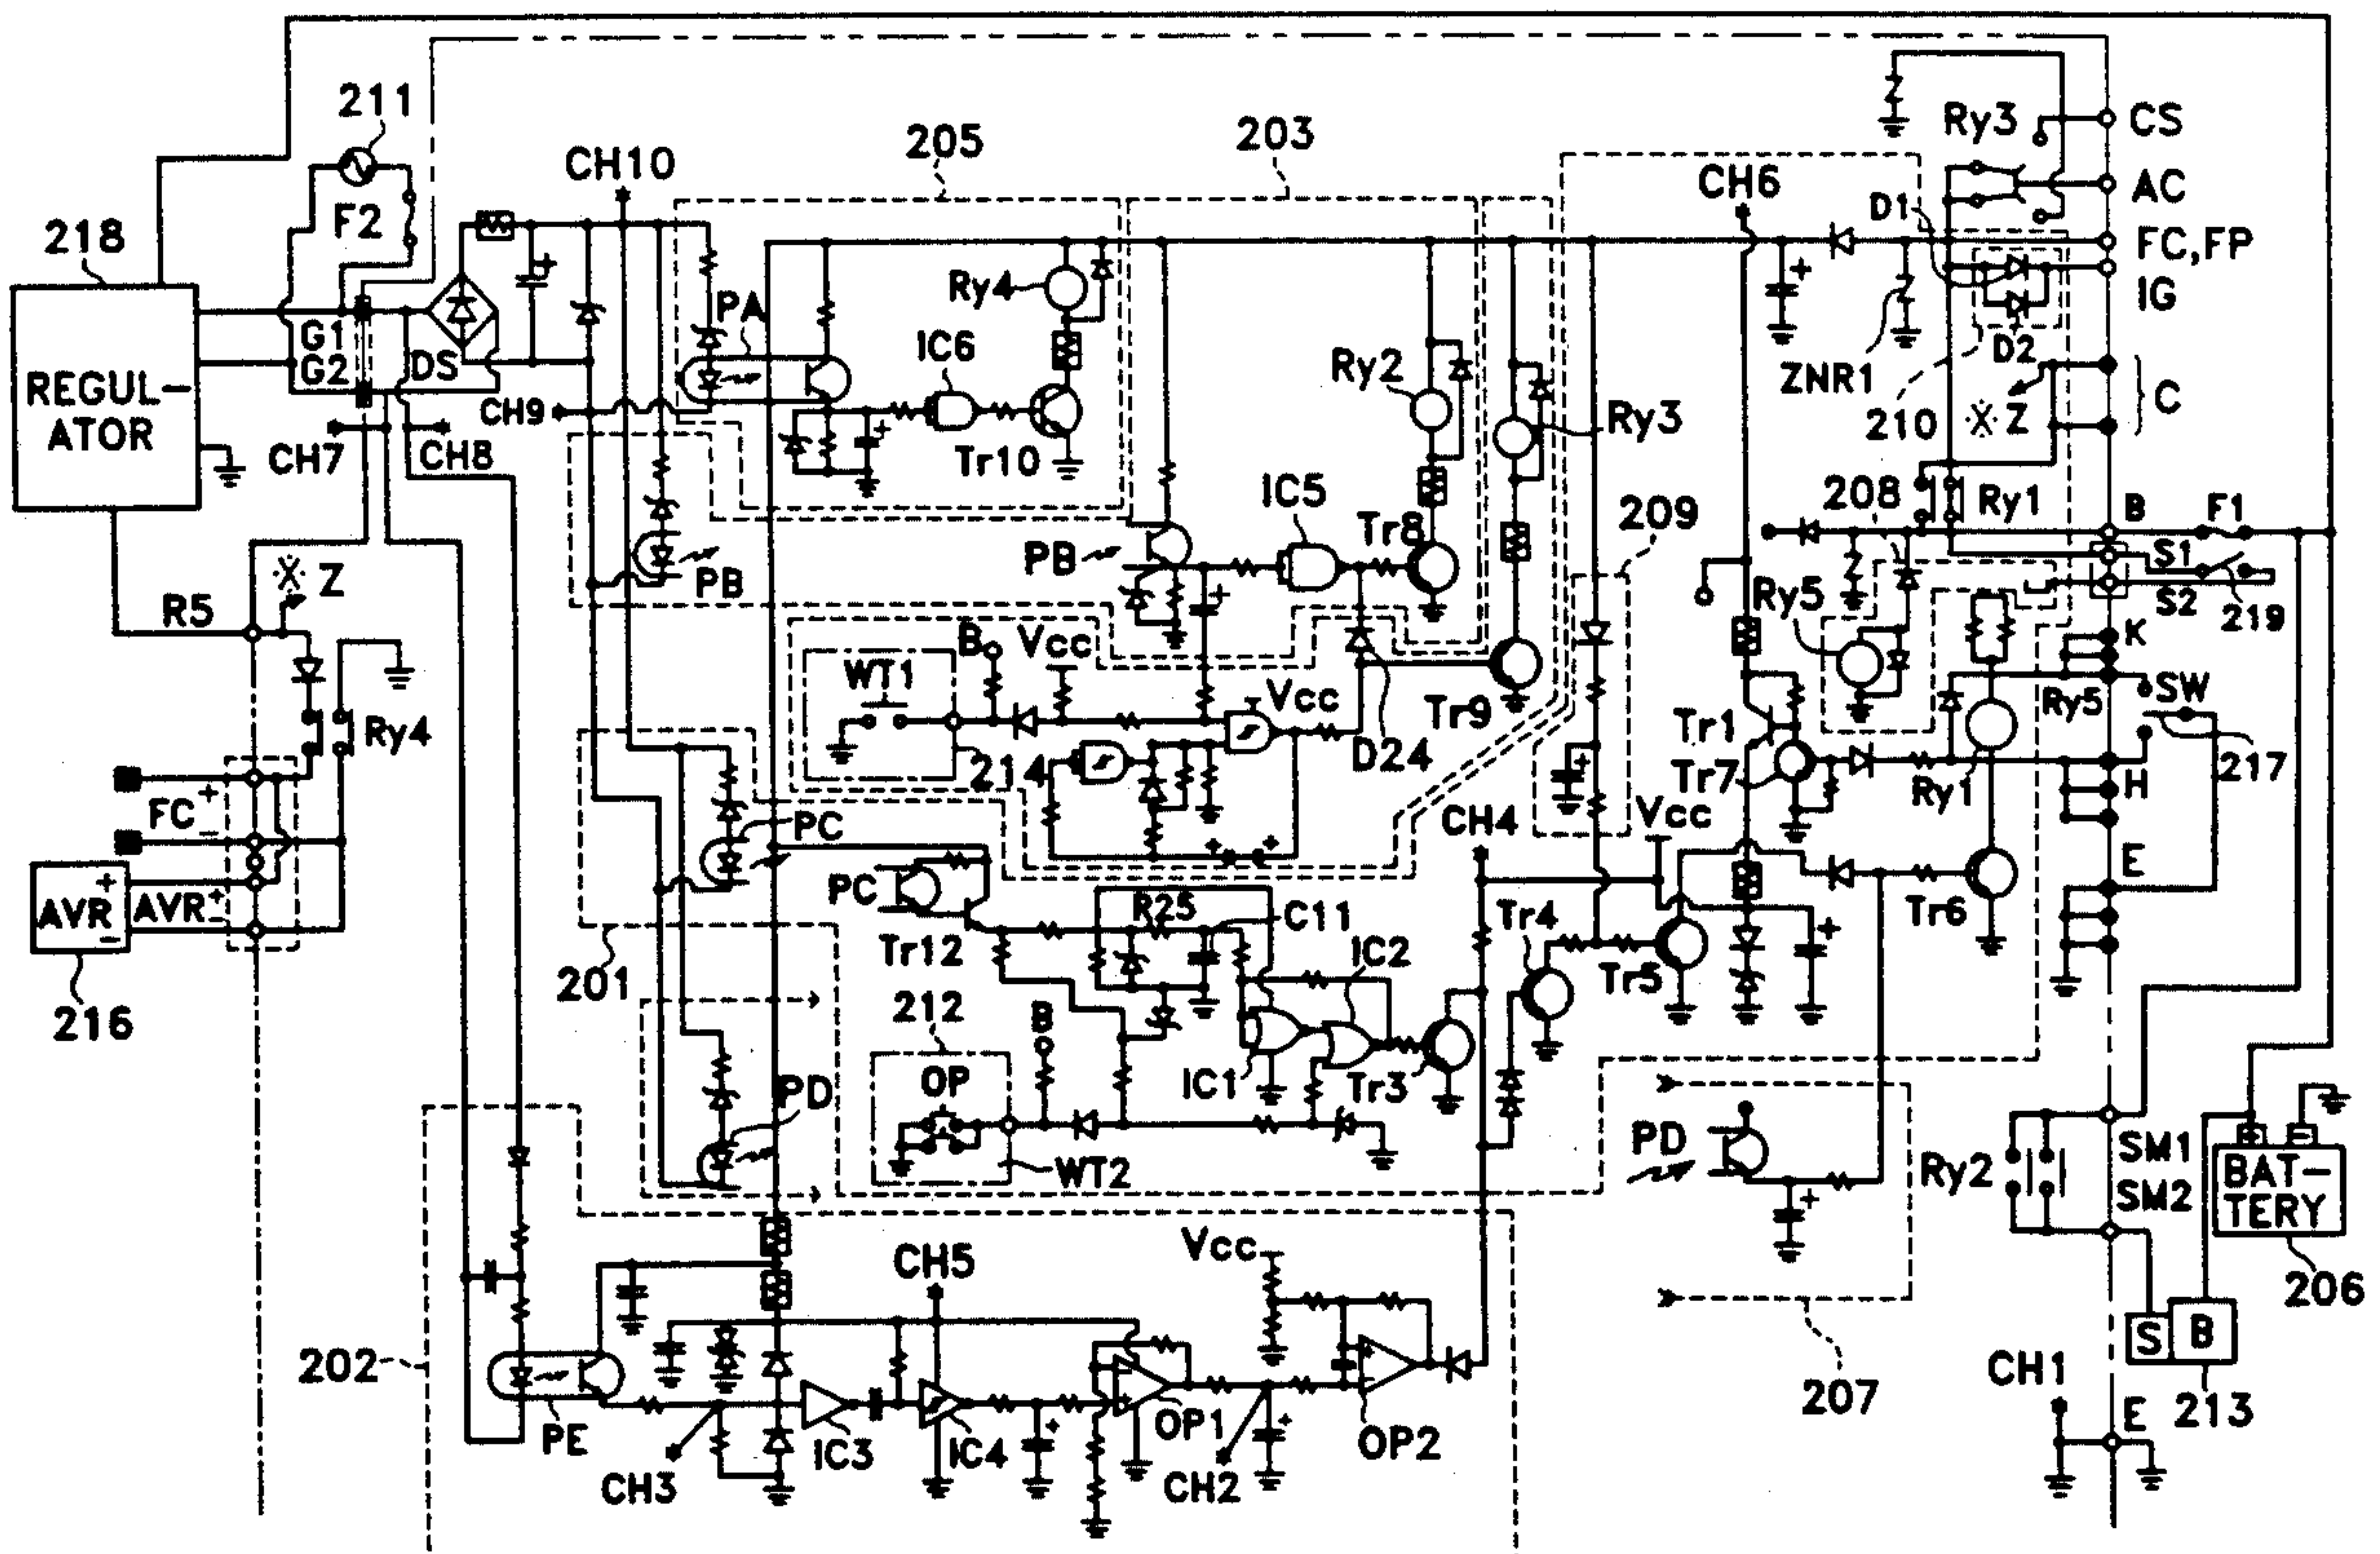 211
205
203
CS
Ry3
CH10
CH6
AC
D1
218
F2
FC,FP
Ry4
IG
PA
G1
IC6
D2
G2
DS
Ry2
ZNR1
REGUL-
ATOR
CH9
Ry3
210
Z
C
CH7
CH8
Tr10
IC5
208
Ry1
B
F1
209
Tr8
PB
PB
S1
Z
Ry5
S2
219
R5
B
Vcc
K
WT1
Vcc
SW
Ry5
Tr9
Tr1
Ry4
D24
214
Tr7
217
Ry1
H
FC
+
-
PC
CH4
Vcc
E
PC
AVR
+
-
AVR
+
-
R25
C11
Tr4
Tr6
Tr12
IC2
201
Tr5
212
216
B
OP
IC1
Tr3
PD
PD
SM1
Ry2
BAT-
TERY
WT2
SM2
Vcc
CH5
206
S
B
202
CH1
207
213
OP1
E
PE
IC3
IC4
OP2
CH3
CH2